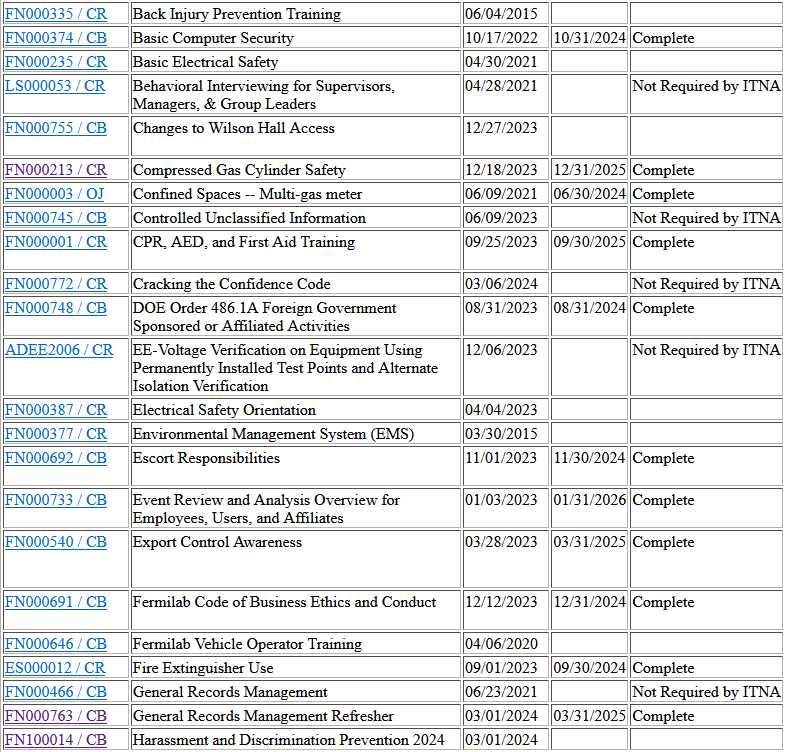 FN000335 / CR Back Injury Prevention Training 06/04/2015
FN000374 / CB Basic Computer Security 10/17/2022 10/31/2024 Complete
FN000235 / CR Basic Electrical Safety 04/30/2021
LS000053 / CR Behavioral Interviewing for Supervisors, 04/28/2021 Not Required by ITNA
Managers, & Group Leaders
FN000755 / CB Changes to Wilson Hall Access 12/27/2023
FN000213 / CR Compressed Gas Cylinder Safety 12/18/2023 12/31/2025 Complete
FN000003 / OJ Confined Spaces -- Multi-gas meter 06/09/2021 06/30/2024 Complete
FN000745 / CB Controlled Unclassified Information 06/09/2023 Not Required by ITNA
FN000001 / CR CPR, AED, and First Aid Training 09/25/2023 09/30/2025 Complete
FN000772 / CR Cracking the Confidence Code 03/06/2024 Not Required by ITNA
FN000748 / CB DOE Order 486.1A Foreign Government 08/31/2023 08/31/2024 Complete
Sponsored or Affiliated Activities
ADEE2006 / CR EE-Voltage Verification on Equipment Using 12/06/2023 Not Required by ITNA
Permanently Installed Test Points and Alternate
Isolation Verification
FN000387 / CR Electrical Safety Orientation 04/04/2023
FN000377 / CR Environmental Management System (EMS) 03/30/2015
FN000692 / CB Escort Responsibilities 11/01/2023 11/30/2024 Complete
FN000733 / CB Event Review and Analysis Overview for 01/03/2023 01/31/2026 Complete
Employees, Users, and Affiliates
FN000540 / CB Export Control Awareness 03/28/2023 03/31/2025 Complete
FN000691 / CB Fermilab Code of Business Ethics and Conduct 12/12/2023 12/31/2024 Complete
FN000646 / CB Fermilab Vehicle Operator Training 04/06/2020
ES000012 / CR Fire Extinguisher Use 09/01/2023 09/30/2024 Complete
FN000466 / CB General Records Management 06/23/2021 Not Required by ITNA
FN000763 / CB General Records Management Refresher 03/01/2024 03/31/2025 Complete
FN100014 / CB Harassment and Discrimination Prevention 2024 03/01/2024